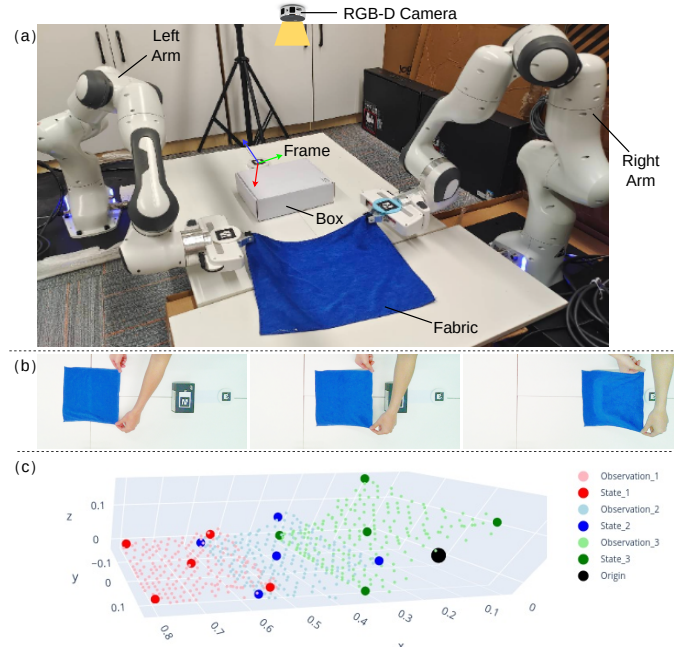 RGB-D Camera
(a)
Left
Arm
Frame
Right
Arm
Box
Fabric
(b)
(c)
Observation_1
State_1
Observation_2
State_2
Observation_3
State_3
Origin
z
0.1
0
−0.1
y
0
0.1
0.8
0.7
0.6
0.5
0.4
0.3
0.2
0.1
0
x